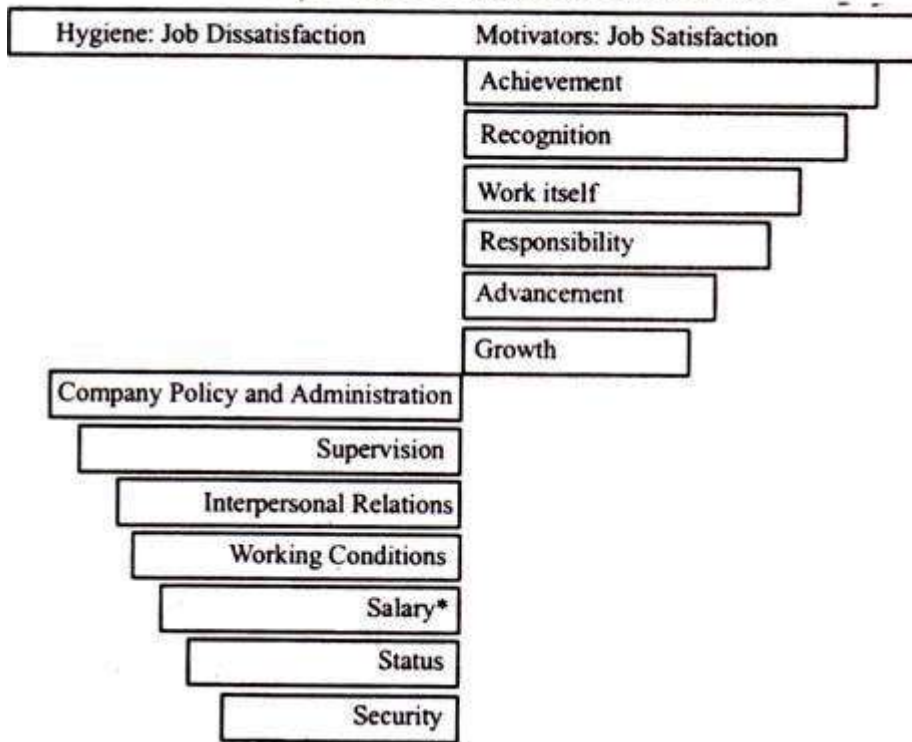 Hygiene: Job Dissatisfaction Motivators: Job Satisfaction
Achievement
Recognition
Work itself
Responsibility
Advancement
Growth
Company Policy and Administration
Supervision
Interpersonal Relations
Working Conditions
Salary*
Status
Security